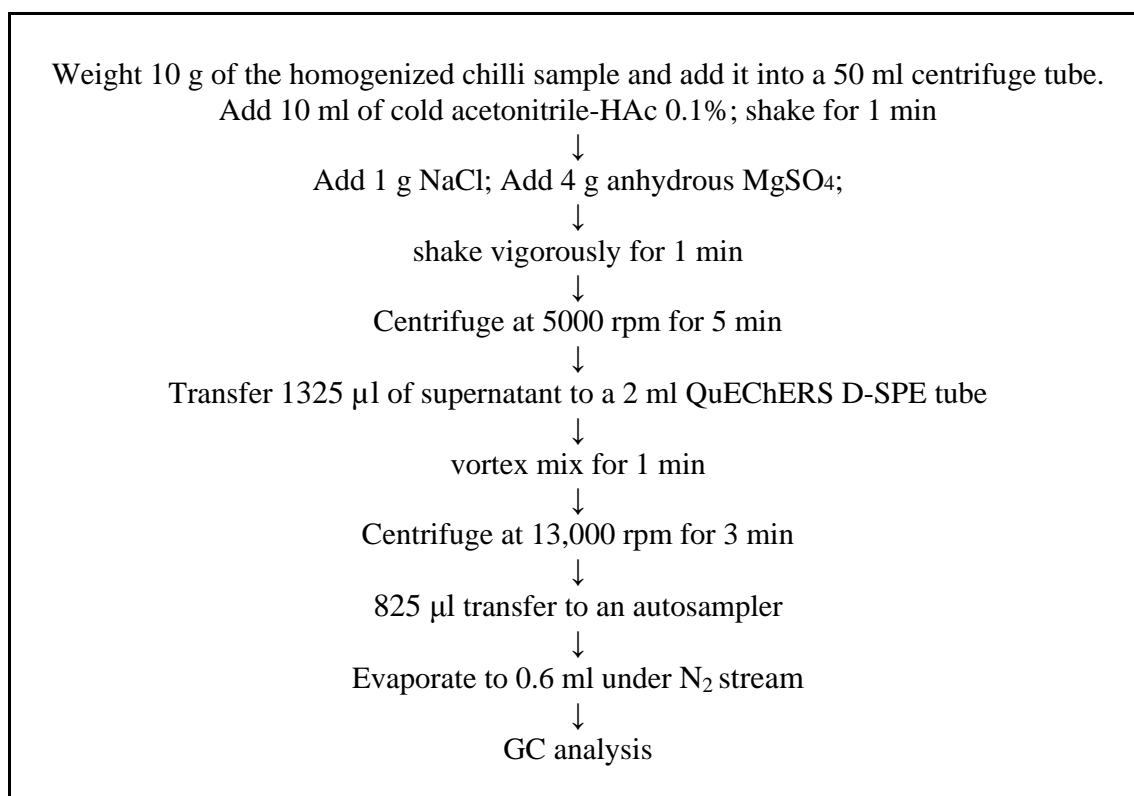 Weight 10 g of the homogenized chilli sample and add it into a 50 ml centrifuge tube.
Add 10 ml of cold acetonitrile-HAc 0.1%; shake for 1 min
↓
Add 1 g NaCl; Add 4 g anhydrous MgSO₄;
↓
shake vigorously for 1 min
↓
Centrifuge at 5000 rpm for 5 min
↓
Transfer 1325 µl of supernatant to a 2 ml QuEChERS D-SPE tube
↓
vortex mix for 1 min
↓
Centrifuge at 13,000 rpm for 3 min
↓
825 µl transfer to an autosampler
↓
Evaporate to 0.6 ml under N₂ stream
↓
GC analysis